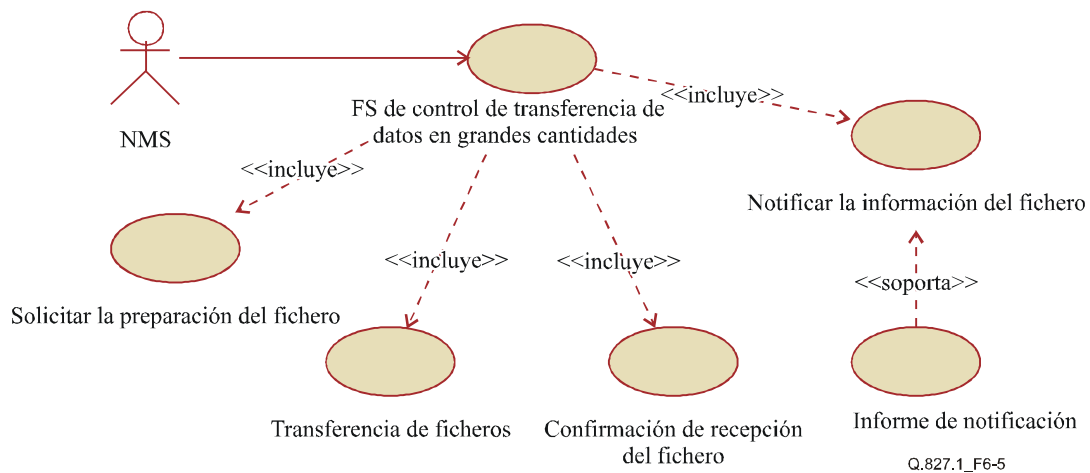 NMS
FS de control de transferencia de
datos en grandes cantidades
<<incluye>>
<<incluye>>
Notificar la información del fichero
<<incluye>>
<<incluye>>
<<soporta>>
Solicitar la preparación del fichero
Transferencia de ficheros
Confirmación de recepción
del fichero
Informe de notificación
Q.827.1_F6-5